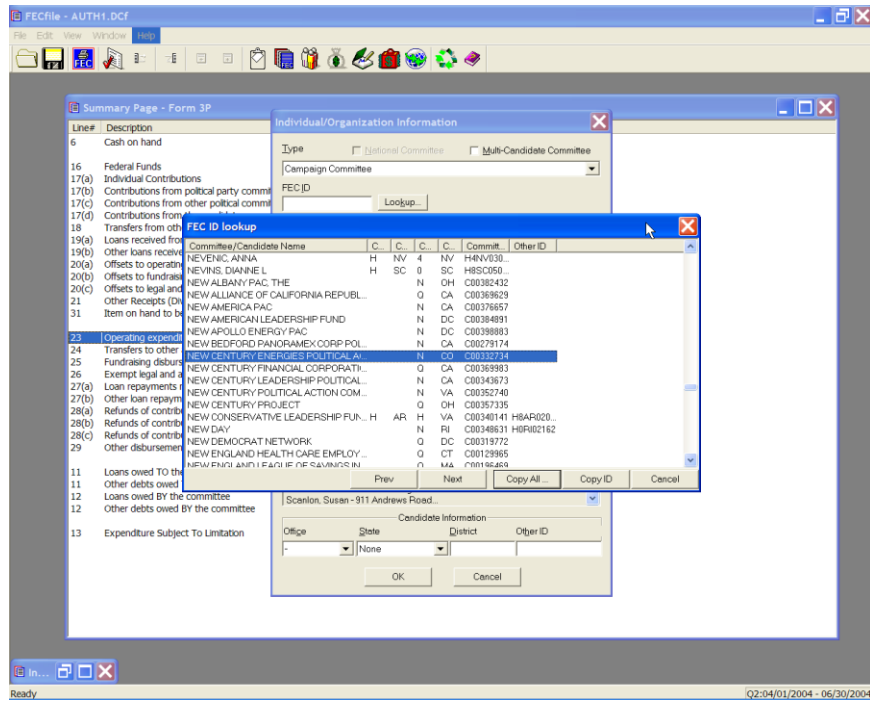 FECfile - AUTH1.DCf
File Edit View Window Help
FEC
Summary Page - Form 3P
Line# Description
6 Cash on hand
16 Federal Funds
17(a) Individual Contributions
17(b) Contributions from political party commit
17(c) Contributions from other political commi
17(d) Contributions from
18 Transfers from oth
19(a) Loans received fro
19(b) Other loans receive
20(a) Offsets to operatin
20(b) Offsets to fundraisi
20(c) Offsets to legal and
21 Other Receipts (Div
31 Item on hand to be
23 Operating expendit
24 Transfers to other
25 Fundraising disburs
26 Exempt legal and a
27(a) Loan repayments r
27(b) Other loan repaym
28(a) Refunds of contrib
28(b) Refunds of contrib
28(c) Refunds of contrib
29 Other disbursemen
11 Loans owed TO the
11 Other debts owed
12 Loans owed BY the committee
12 Other debts owed BY the committee
13 Expenditure Subject To Limitation
Individual/Organization Information
Type National Committee Multi-Candidate Committee
Campaign Committee
FEC ID
Lookup...
FEC ID lookup
Committee/Candidate Name C... C... C... C... Committ... Other ID
NEVENIC, ANNA H NV 4 NV H4NV030...
NEVINS, DIANNE L H SC 0 SC H8SC050...
NEW ALBANY PAC, THE N OH C00382432
NEW ALLIANCE OF CALIFORNIA REPUBL... Q CA C00369629
NEW AMERICA PAC N CA C00376657
NEW AMERICAN LEADERSHIP FUND N DC C00384891
NEW APOLLO ENERGY PAC N DC C00398883
NEW BEDFORD PANORAMEX CORP POL... N CA C00279174
NEW CENTURY ENERGIES POLITICAL A(... N CO C00332734
NEW CENTURY FINANCIAL CORPORATI(... Q CA C00369983
NEW CENTURY LEADERSHIP POLITICAL... N CA C00343673
NEW CENTURY POLITICAL ACTION COM... N VA C00352740
NEW CENTURY PROJECT Q OH C00357335
NEW CONSERVATIVE LEADERSHIP FUN... H AR H VA C00340141 H8AR020...
NEW DAY N RI C00348631 H0RI02162
NEW DEMOCRAT NETWORK Q DC C00319772
NEW ENGLAND HEALTH CARE EMPLOY... Q CT C00129965
NEW ENGLAND LEAGUE OF SAVINGS IN Q MA C00196469
Prev Next Copy All ... Copy ID Cancel
Scanlon, Susan - 911 Andrews Road...
Candidate Information
Office State District Other ID
- None
OK Cancel
In...
Ready Q2:04/01/2004 - 06/30/2004